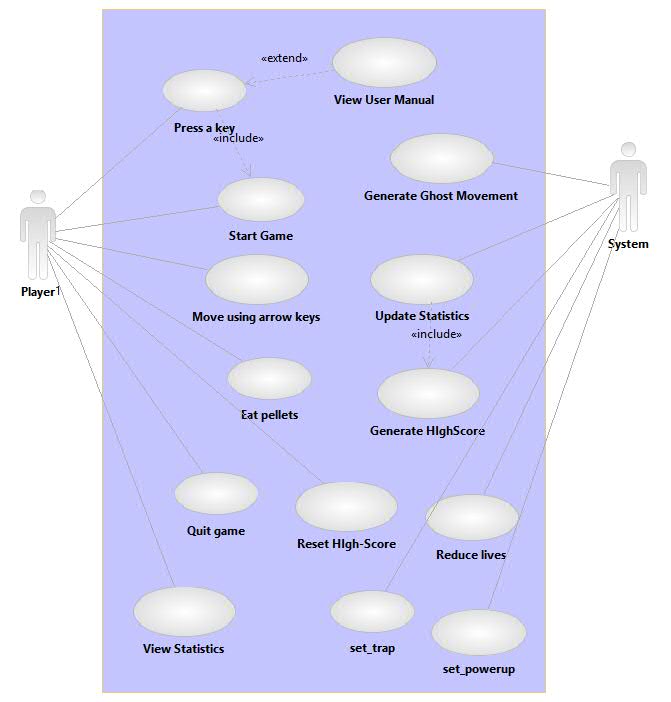 «extend»
View User Manual
Press a key
«include»
Generate Ghost Movement
Start Game
System
Player1
Move using arrow keys
Update Statistics
«include»
Eat pellets
Generate HIghScore
Quit game
Reset HIgh-Score
Reduce lives
View Statistics
set_trap
set_powerup